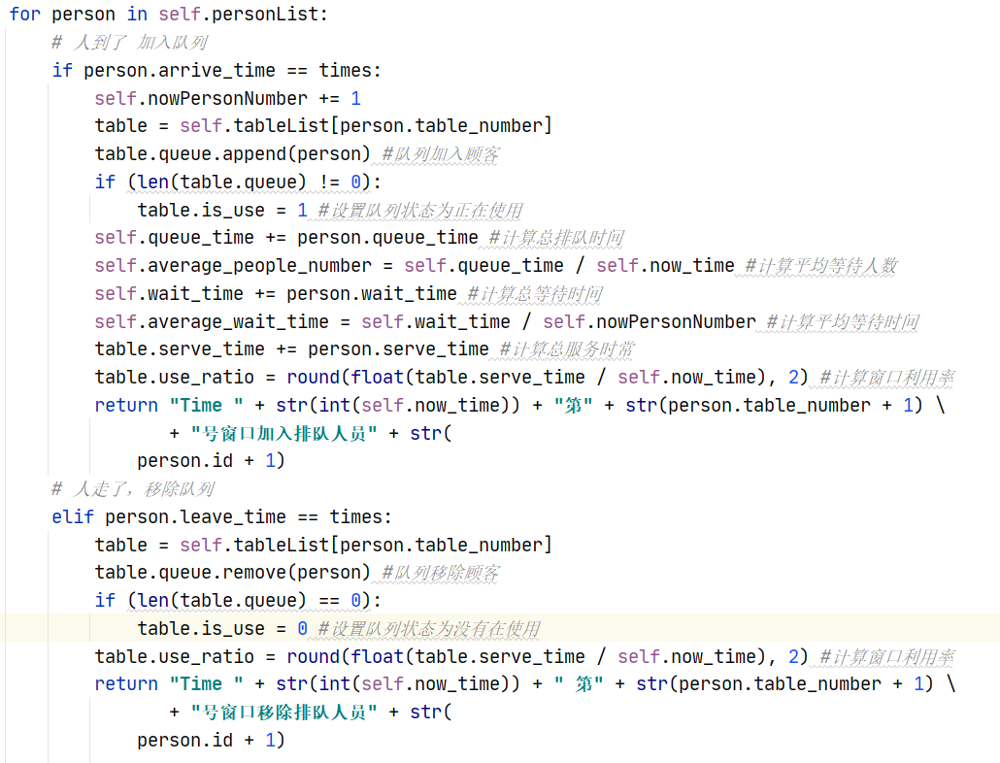 for person in self.personList:
    # 人到了 加入队列
    if person.arrive_time == times:
        self.nowPersonNumber += 1
        table = self.tableList[person.table_number]
        table.queue.append(person) #队列加入顾客
        if (len(table.queue) != 0):
            table.is_use = 1 #设置队列状态为正在使用
        self.queue_time += person.queue_time #计算总排队时间
        self.average_people_number = self.queue_time / self.now_time #计算平均等待人数
        self.wait_time += person.wait_time #计算总等待时间
        self.average_wait_time = self.wait_time / self.nowPersonNumber #计算平均等待时间
        table.serve_time += person.serve_time #计算总服务时常
        table.use_ratio = round(float(table.serve_time / self.now_time), 2) #计算窗口利用率
        return "Time " + str(int(self.now_time)) + "第" + str(person.table_number + 1) \
               + "号窗口加入排队人员" + str(
            person.id + 1)
    # 人走了，移除队列
    elif person.leave_time == times:
        table = self.tableList[person.table_number]
        table.queue.remove(person) #队列移除顾客
        if (len(table.queue) == 0):
            table.is_use = 0 #设置队列状态为没有在使用
        table.use_ratio = round(float(table.serve_time / self.now_time), 2) #计算窗口利用率
        return "Time " + str(int(self.now_time)) + " 第" + str(person.table_number + 1) \
               + "号窗口移除排队人员" + str(
            person.id + 1)